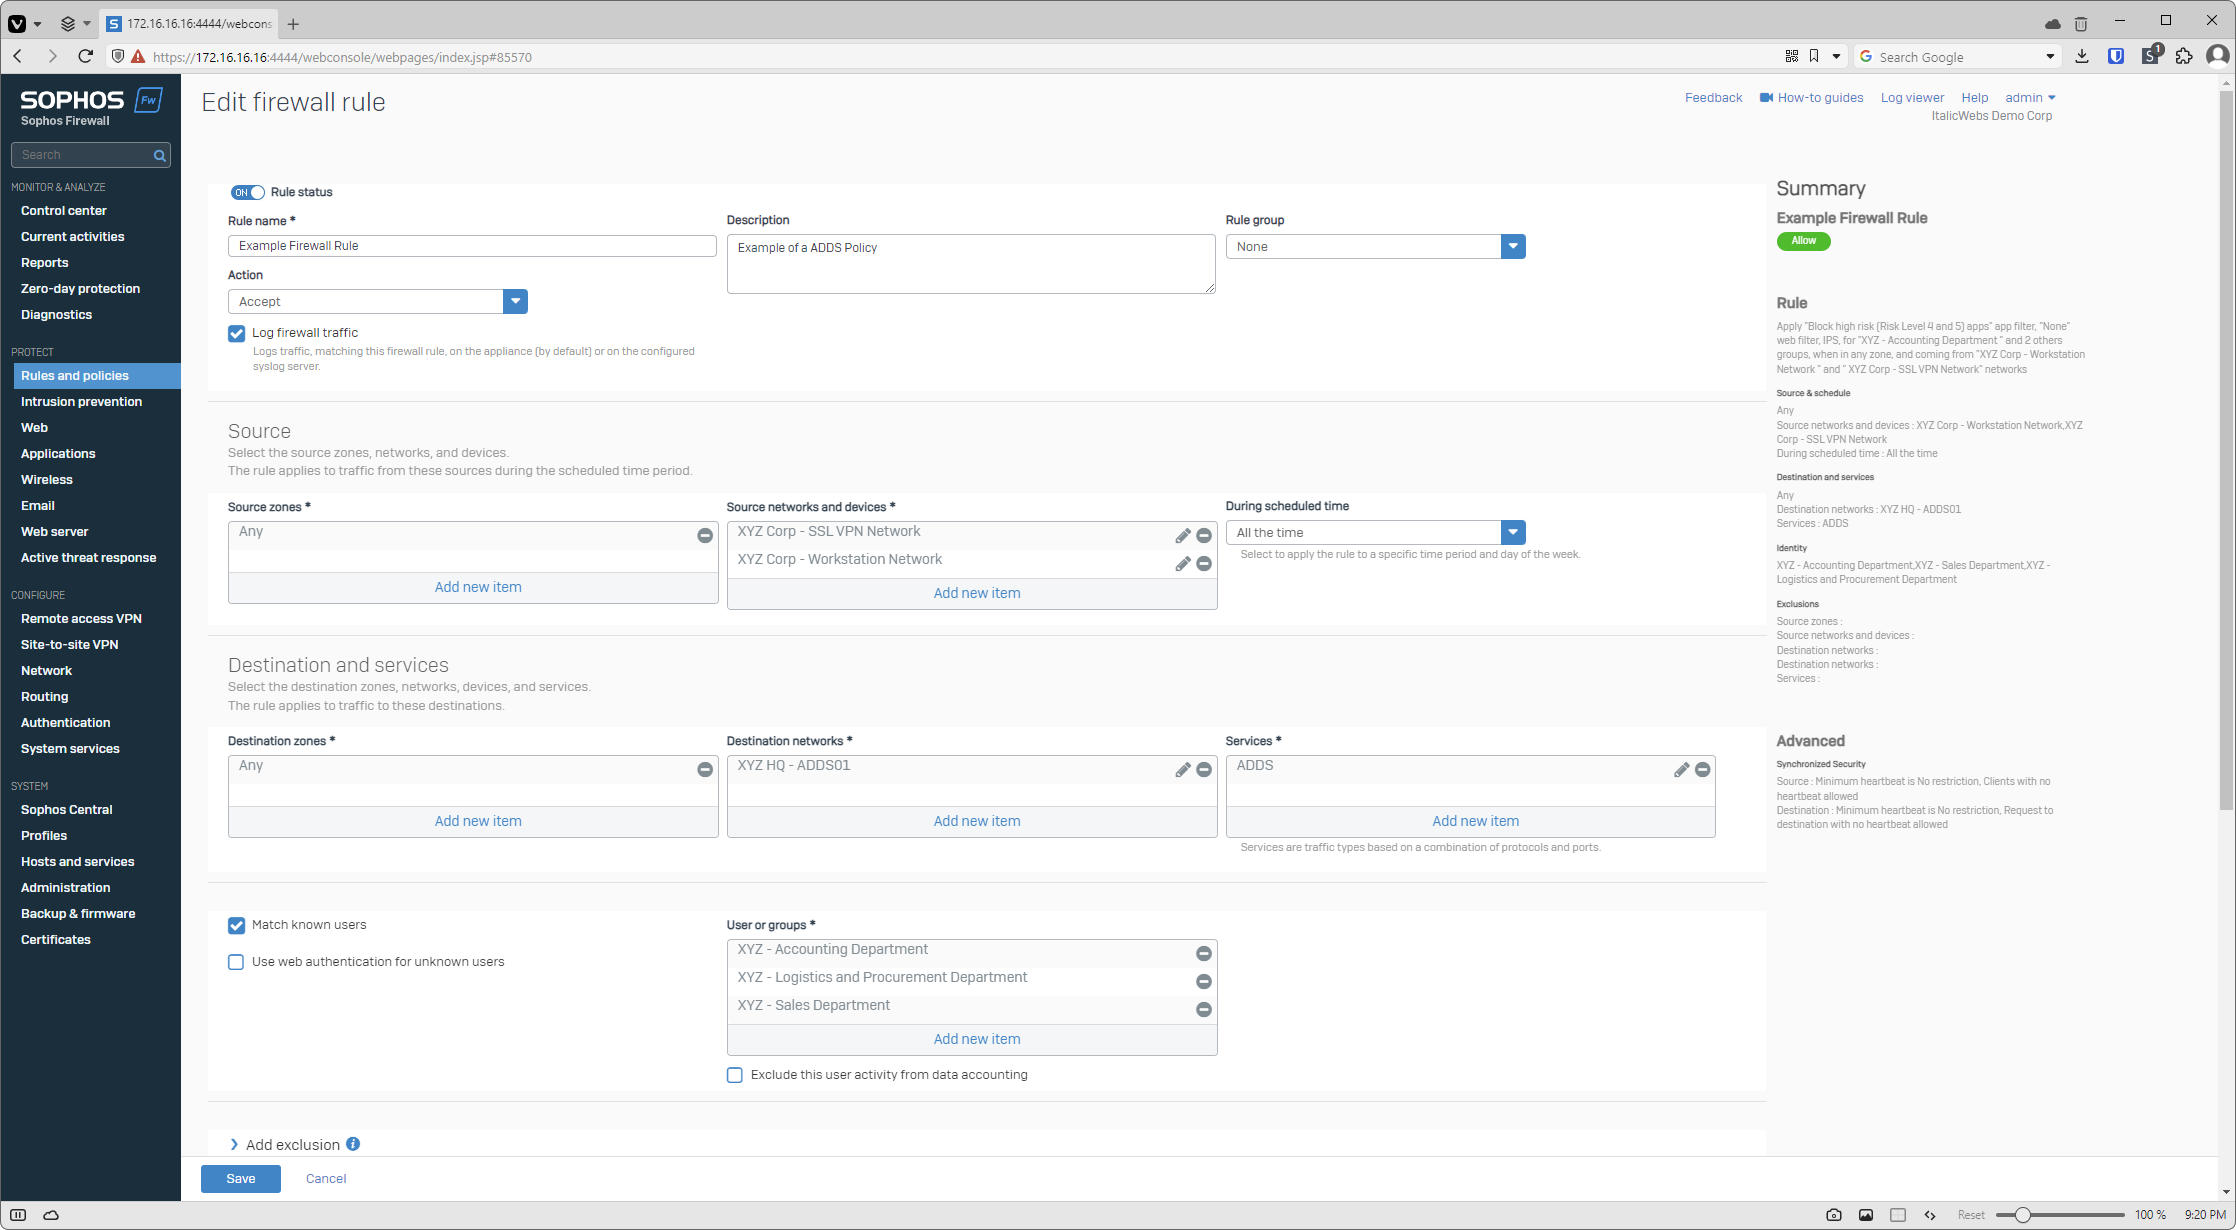 172.16.16.16:4444/webcons
https://172.16.16.16:4444/webconsole/webpages/index.jsp#85570
Search Google
1
SOPHOS
Fw
Sophos Firewall
Search
MONITOR & ANALYZE
Control center
Current activities
Reports
Zero-day protection
Diagnostics
PROTECT
Rules and policies
Intrusion prevention
Web
Applications
Wireless
Email
Web server
Active threat response
CONFIGURE
Remote access VPN
Site-to-site VPN
Network
Routing
Authentication
System services
SYSTEM
Sophos Central
Profiles
Hosts and services
Administration
Backup & firmware
Certificates
Edit firewall rule
Feedback
How-to guides
Log viewer
Help
admin
ItalicWebs Demo Corp
ON
Rule status
Rule name *
Example Firewall Rule
Description
Example of a ADDS Policy
Rule group
None
Action
Accept
Log firewall traffic
Logs traffic, matching this firewall rule, on the appliance (by default) or on the configured
syslog server.
Source
Select the source zones, networks, and devices.
The rule applies to traffic from these sources during the scheduled time period.
Source zones *
Any
Add new item
Source networks and devices *
XYZ Corp - SSL VPN Network
XYZ Corp - Workstation Network
Add new item
During scheduled time
All the time
Select to apply the rule to a specific time period and day of the week.
Destination and services
Select the destination zones, networks, devices, and services.
The rule applies to traffic to these destinations.
Destination zones *
Any
Add new item
Destination networks *
XYZ HQ - ADDS01
Add new item
Services *
ADDS
Add new item
Services are traffic types based on a combination of protocols and ports.
Match known users
Use web authentication for unknown users
User or groups *
XYZ - Accounting Department
XYZ - Logistics and Procurement Department
XYZ - Sales Department
Add new item
Exclude this user activity from data accounting
Add exclusion
Save
Cancel
Summary
Example Firewall Rule
Allow
Rule
Apply "Block high risk (Risk Level 4 and 5) apps" app filter, "None"
web filter, IPS, for "XYZ - Accounting Department " and 2 others
groups, when in any zone, and coming from "XYZ Corp - Workstation
Network " and " XYZ Corp - SSL VPN Network" networks
Source & schedule
Any
Source networks and devices : XYZ Corp - Workstation Network,XYZ
Corp - SSL VPN Network
During scheduled time : All the time
Destination and services
Any
Destination networks : XYZ HQ - ADDS01
Services : ADDS
Identity
XYZ - Accounting Department,XYZ - Sales Department,XYZ -
Logistics and Procurement Department
Exclusions
Source zones :
Source networks and devices :
Destination networks :
Destination networks :
Services :
Advanced
Synchronized Security
Source : Minimum heartbeat is No restriction, Clients with no
heartbeat allowed
Destination : Minimum heartbeat is No restriction, Request to
destination with no heartbeat allowed
Reset
100 %
9:20 PM